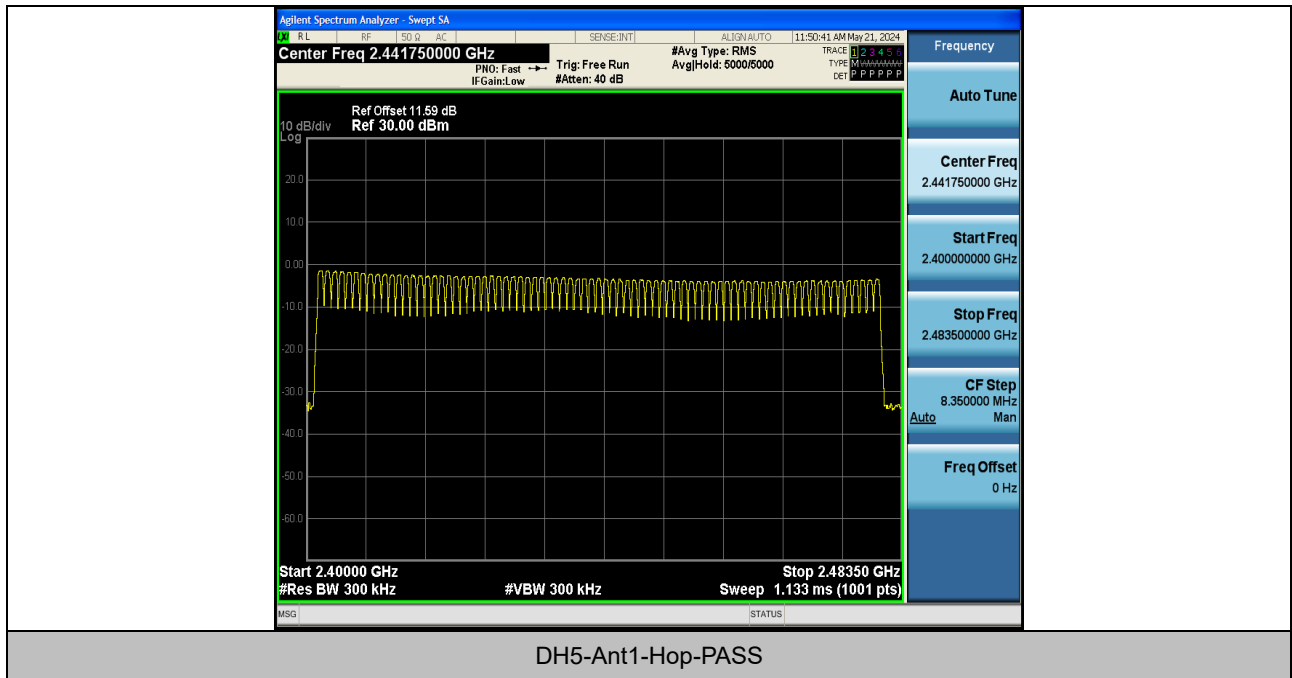 Agilent Spectrum Analyzer - Swept SA
LXI RL RF 50 Ω AC SENSE:INT ALIGN AUTO 11:50:41 AM May 21, 2024
Center Freq 2.441750000 GHz
PNO: Fast
IFGain:Low
Trig: Free Run
#Atten: 40 dB
#Avg Type: RMS
Avg|Hold: 5000/5000
TRACE 1 2 3 4 5 6
TYPE M
DET P P P P P P
Ref Offset 11.59 dB
10 dB/div Ref 30.00 dBm
Log
20.0
10.0
0.00
-10.0
-20.0
-30.0
-40.0
-50.0
-60.0
Start 2.40000 GHz Stop 2.48350 GHz
#Res BW 300 kHz #VBW 300 kHz Sweep 1.133 ms (1001 pts)
MSG STATUS
Frequency
Auto Tune
Center Freq
2.441750000 GHz
Start Freq
2.400000000 GHz
Stop Freq
2.483500000 GHz
CF Step
8.350000 MHz
Auto Man
Freq Offset
0 Hz
DH5-Ant1-Hop-PASS